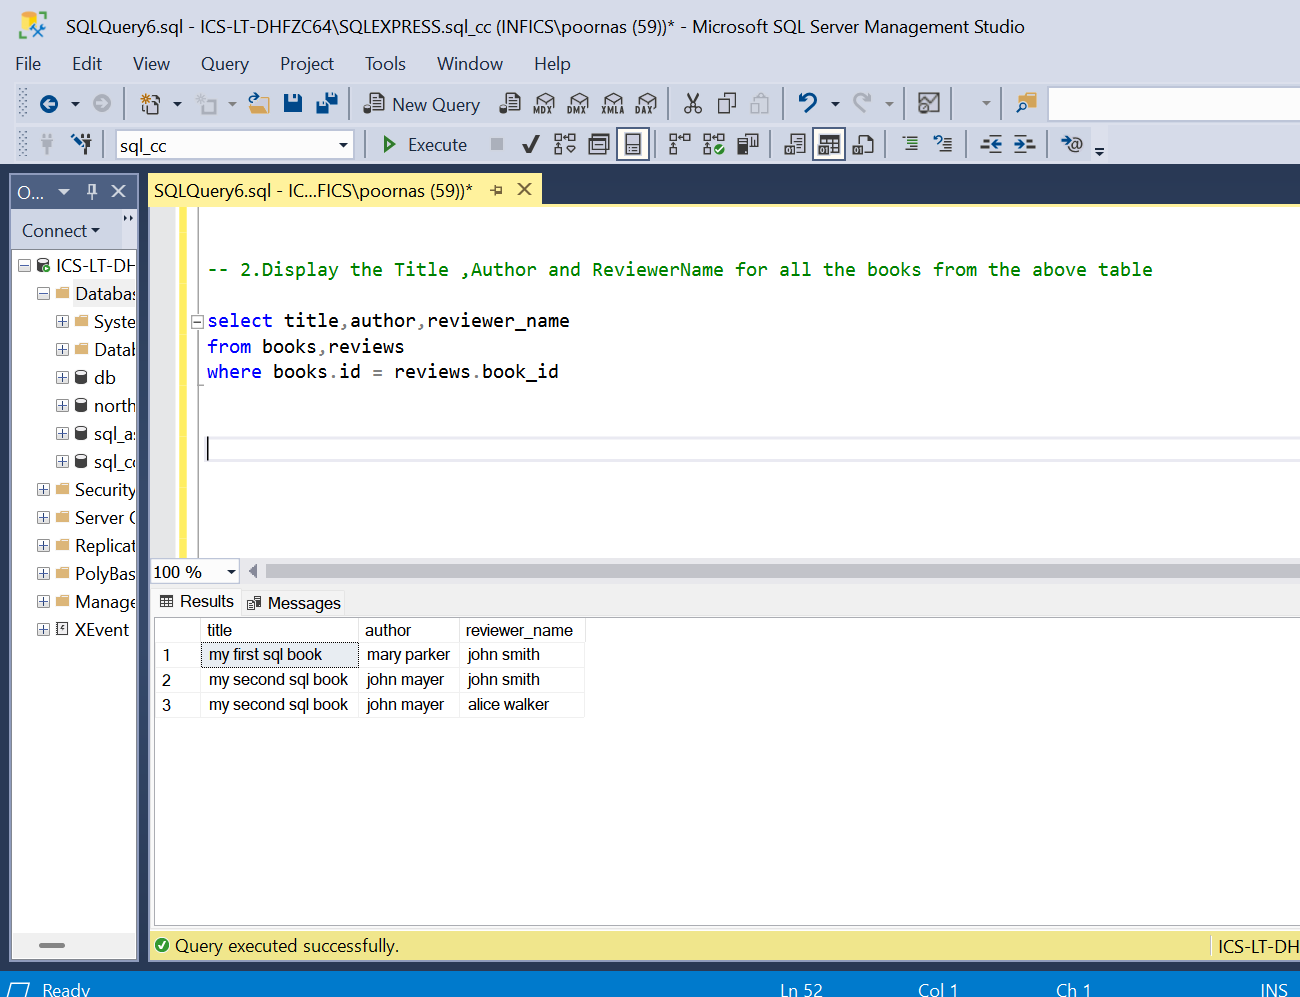 SQLQuery6.sql - ICS-LT-DHFZC64\SQLEXPRESS.sql_cc (INFICS\poornas (59))* - Microsoft SQL Server Management Studio
File Edit View Query Project Tools Window Help
New Query MDX DMX XMLA DAX
sql_cc Execute
O... SQLQuery6.sql - IC...FICS\poornas (59))*
Connect
ICS-LT-DH
Databas
Syste
Datab
db
north
sql_as
sql_cc
Security
Server O
Replicat
PolyBas
Manage
XEvent
-- 2.Display the Title ,Author and ReviewerName for all the books from the above table
select title,author,reviewer_name
from books,reviews
where books.id = reviews.book_id
100 %
Results Messages
title author reviewer_name
1 my first sql book mary parker john smith
2 my second sql book john mayer john smith
3 my second sql book john mayer alice walker
Query executed successfully. ICS-LT-DH
Ready Ln 52 Col 1 Ch 1 INS